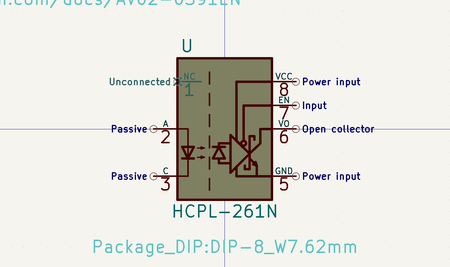 m.com/docs/AV02-0391EN
U
Unconnected NC VCC Power input
1 8
EN Input
7
Passive A VO Open collector
2 6
Passive C GND Power input
3 5
HCPL-261N
Package_DIP:DIP-8_W7.62mm